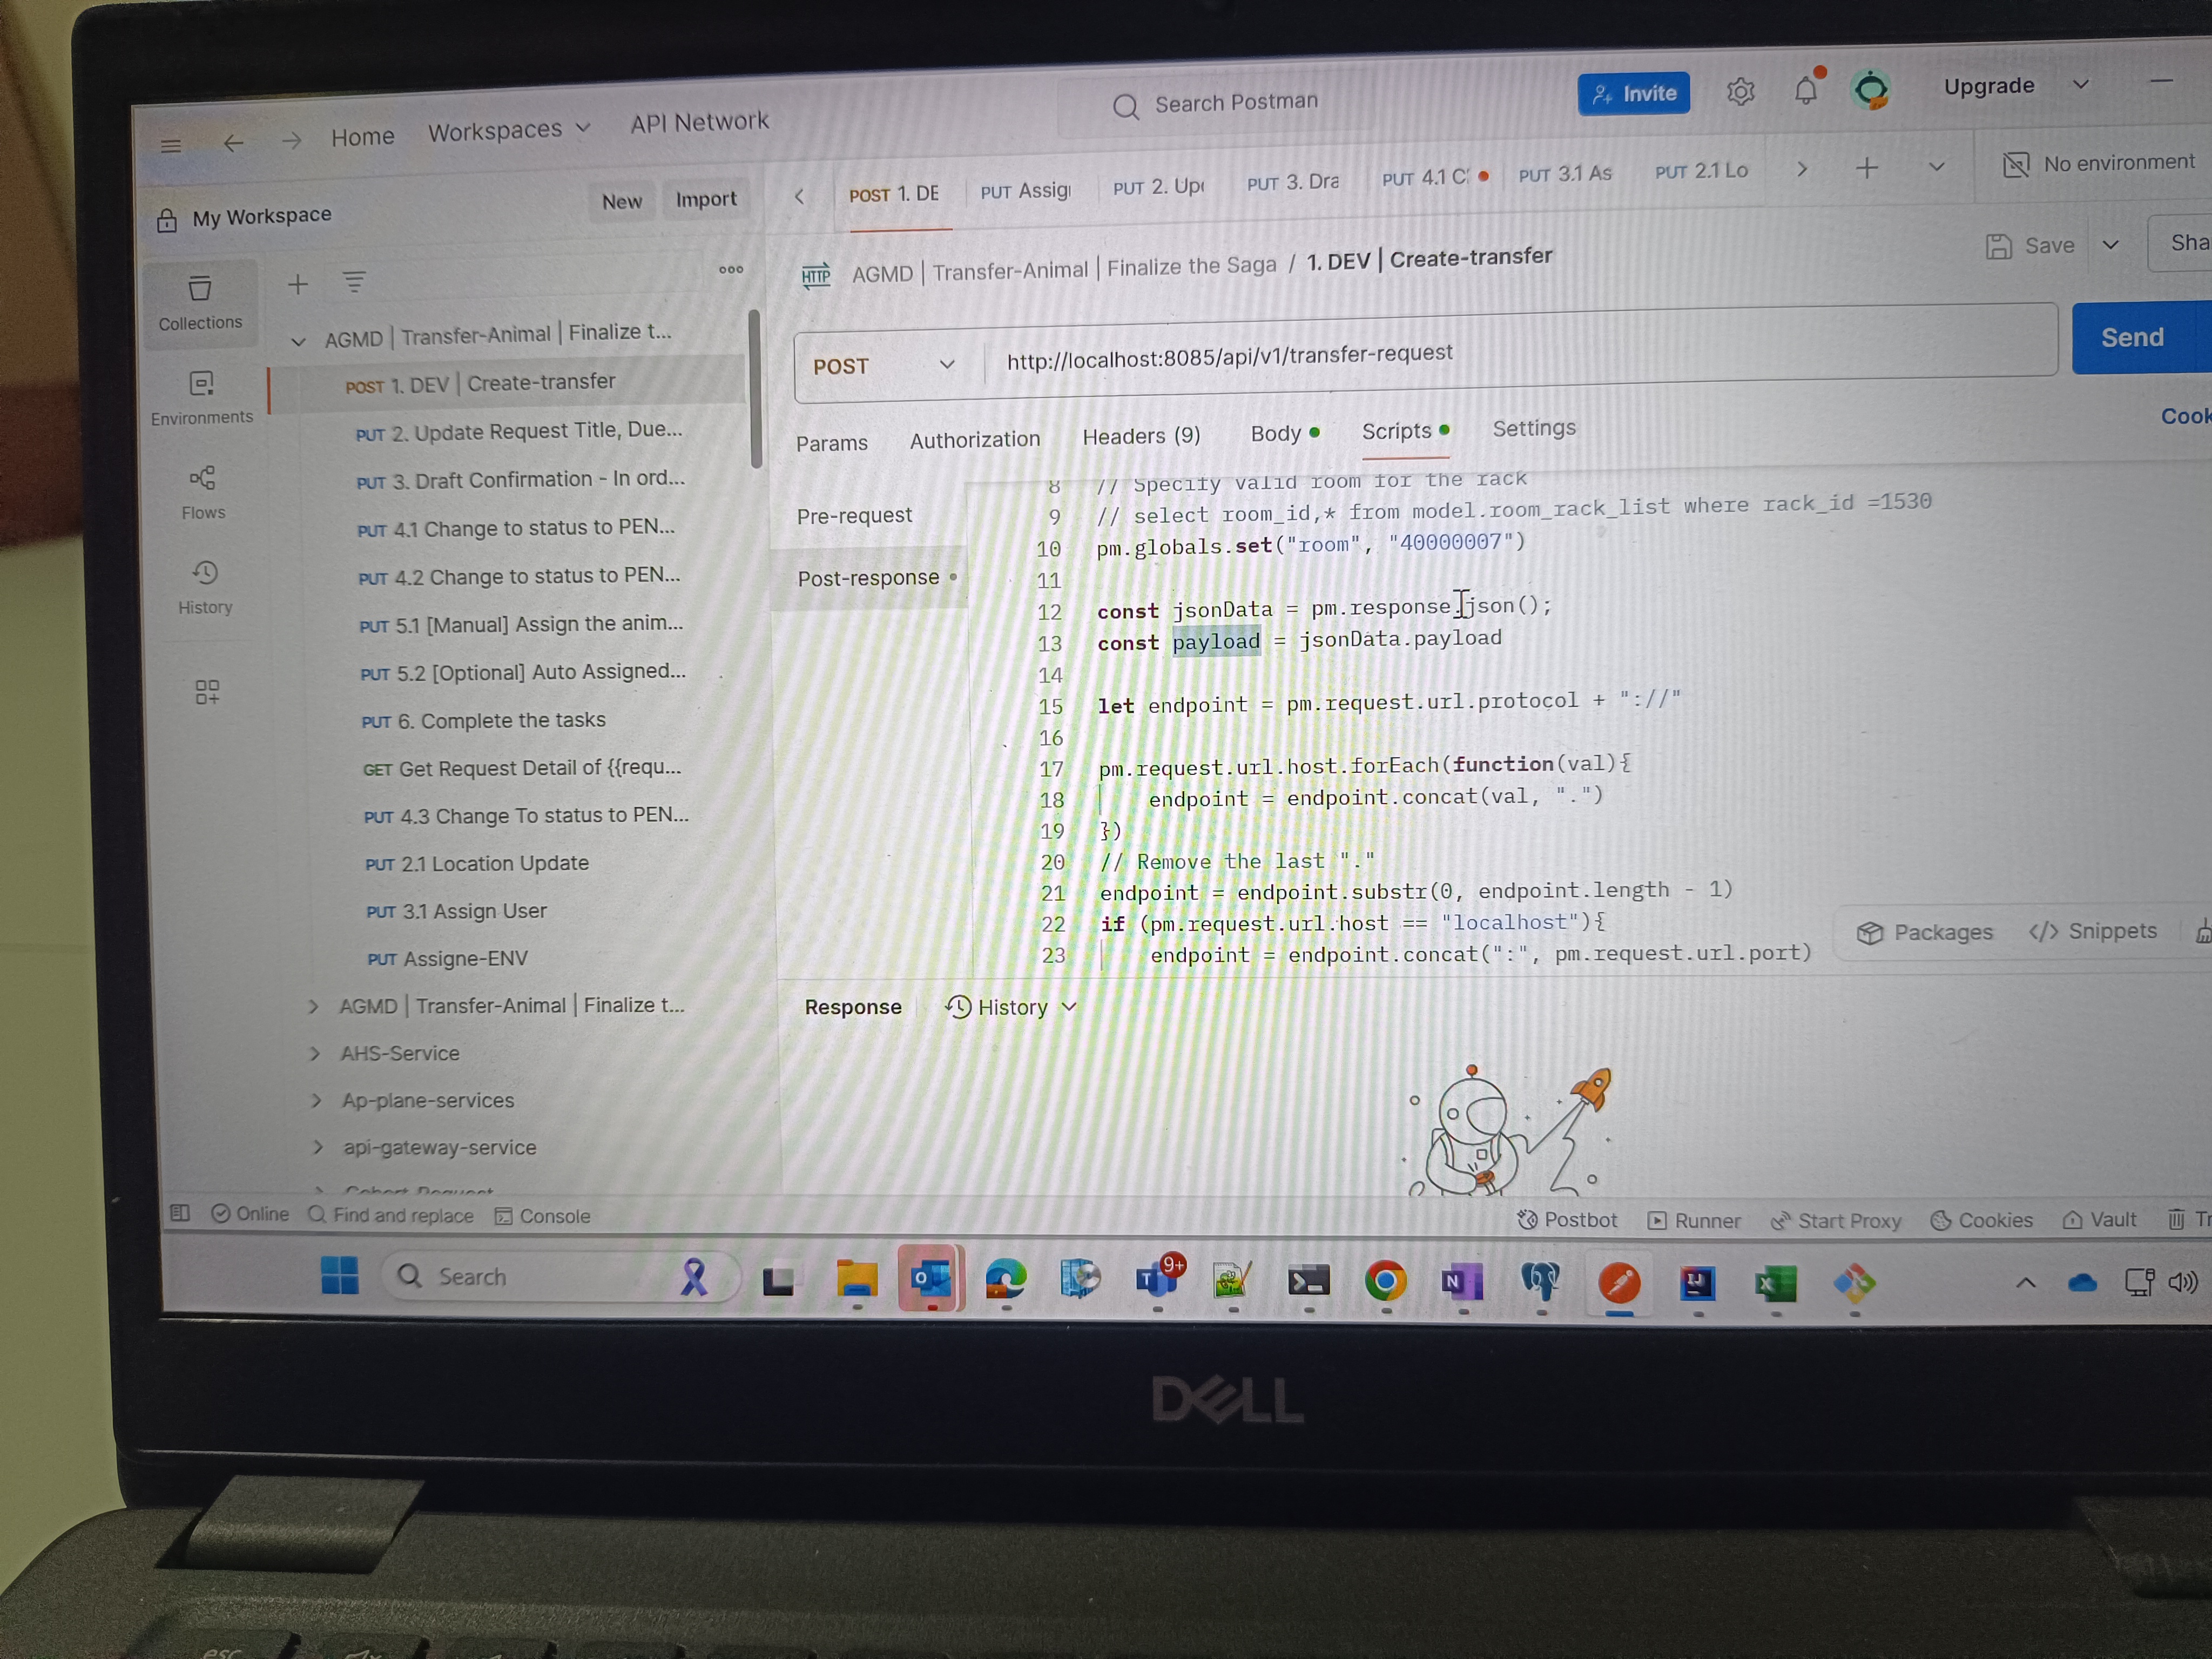 Home
Workspaces
API Network
Search Postman
Invite
Upgrade
My Workspace
New
Import
POST 1. DE
PUT Assig
PUT 2. Up
PUT 3. Dra
PUT 4.1 C
PUT 3.1 As
PUT 2.1 Lo
No environment
HTTP
AGMD | Transfer-Animal | Finalize the Saga / 1. DEV | Create-transfer
Save
Sha
Collections
Environments
Flows
History
AGMD | Transfer-Animal | Finalize t...
POST 1. DEV | Create-transfer
PUT 2. Update Request Title, Due...
PUT 3. Draft Confirmation - In ord...
PUT 4.1 Change to status to PEN...
PUT 4.2 Change to status to PEN...
PUT 5.1 [Manual] Assign the anim...
PUT 5.2 [Optional] Auto Assigned...
PUT 6. Complete the tasks
GET Get Request Detail of {{requ...
PUT 4.3 Change To status to PEN...
PUT 2.1 Location Update
PUT 3.1 Assign User
PUT Assigne-ENV
AGMD | Transfer-Animal | Finalize t...
AHS-Service
Ap-plane-services
api-gateway-service
Cohort Request
POST
http://localhost:8085/api/v1/transfer-request
Send
Params
Authorization
Headers (9)
Body
Scripts
Settings
Cook
Pre-request
Post-response
8 // Specify valid room for the rack
9 // select room_id,* from model.room_rack_list where rack_id =1530
10 pm.globals.set("room", "40000007")
11
12 const jsonData = pm.response.json();
13 const payload = jsonData.payload
14
15 let endpoint = pm.request.url.protocol + "://"
16
17 pm.request.url.host.forEach(function(val){
18 endpoint = endpoint.concat(val, ".")
19 })
20 // Remove the last "."
21 endpoint = endpoint.substr(0, endpoint.length - 1)
22 if (pm.request.url.host == "localhost"){
23 endpoint = endpoint.concat(":", pm.request.url.port)
Packages
</> Snippets
Response
History
Online
Find and replace
Console
Postbot
Runner
Start Proxy
Cookies
Vault
Tr
Search
9+
DELL
esc